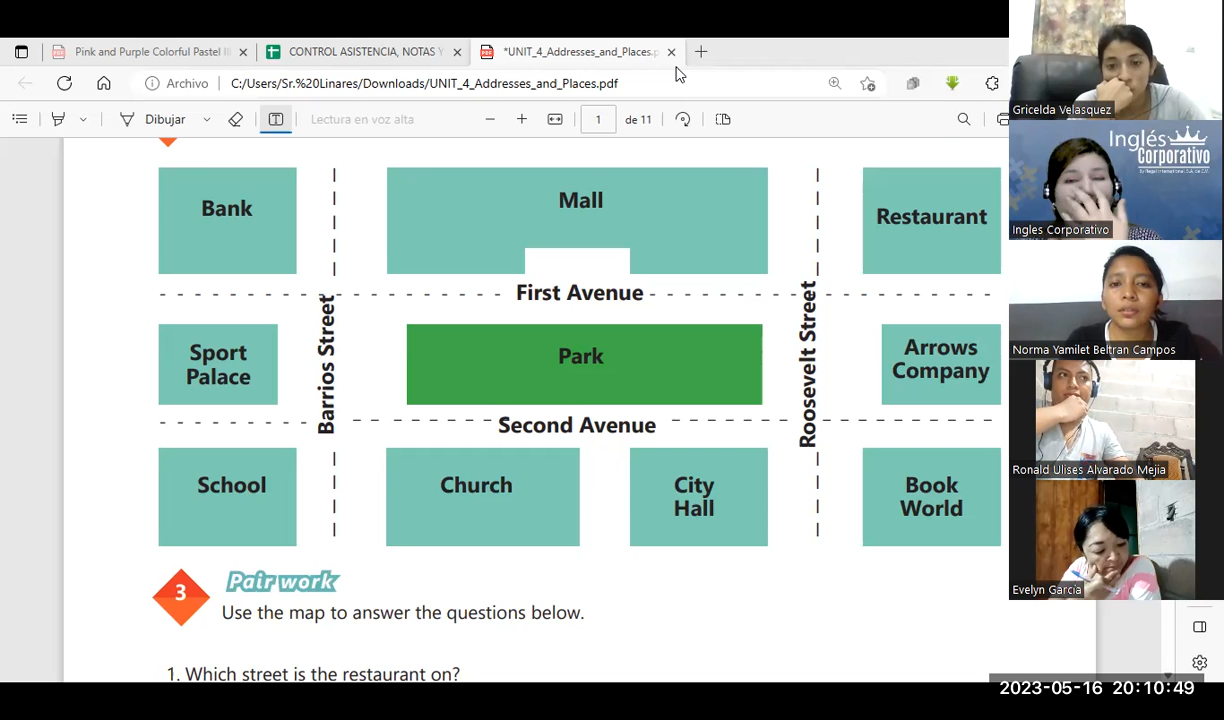 Pink and Purple Colorful Pastel Ill
CONTROL ASISTENCIA, NOTAS Y
*UNIT_4_Addresses_and_Places.p
Archivo
C:/Users/Sr.%20Linares/Downloads/UNIT_4_Addresses_and_Places.pdf
Dibujar
Lectura en voz alta
1
de 11
Bank
Mall
Restaurant
First Avenue
Barrios Street
Roosevelt Street
Sport
Palace
Park
Arrows
Company
Second Avenue
School
Church
City
Hall
Book
World
3
Pair work
Use the map to answer the questions below.
1. Which street is the restaurant on?
Gricelda Velasquez
Inglés
Corporativo
Ingles Corporativo
Norma Yamilet Beltran Campos
Ronald Ulises Alvarado Mejia
Evelyn García
2023-05-16 20:10:49